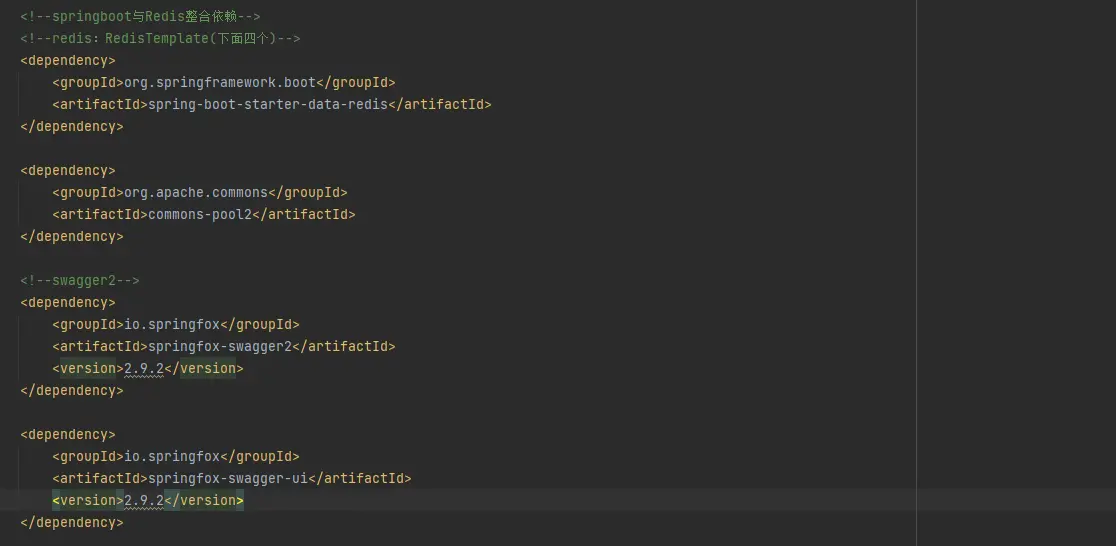 <!--springboot与Redis整合依赖-->
<!--redis：RedisTemplate(下面四个)-->
<dependency>
<groupId>org.springframework.boot</groupId>
<artifactId>spring-boot-starter-data-redis</artifactId>
</dependency>
<dependency>
<groupId>org.apache.commons</groupId>
<artifactId>commons-pool2</artifactId>
</dependency>
<!--swagger2-->
<dependency>
<groupId>io.springfox</groupId>
<artifactId>springfox-swagger2</artifactId>
<version>2.9.2</version>
</dependency>
<dependency>
<groupId>io.springfox</groupId>
<artifactId>springfox-swagger-ui</artifactId>
<version>2.9.2</version>
</dependency>